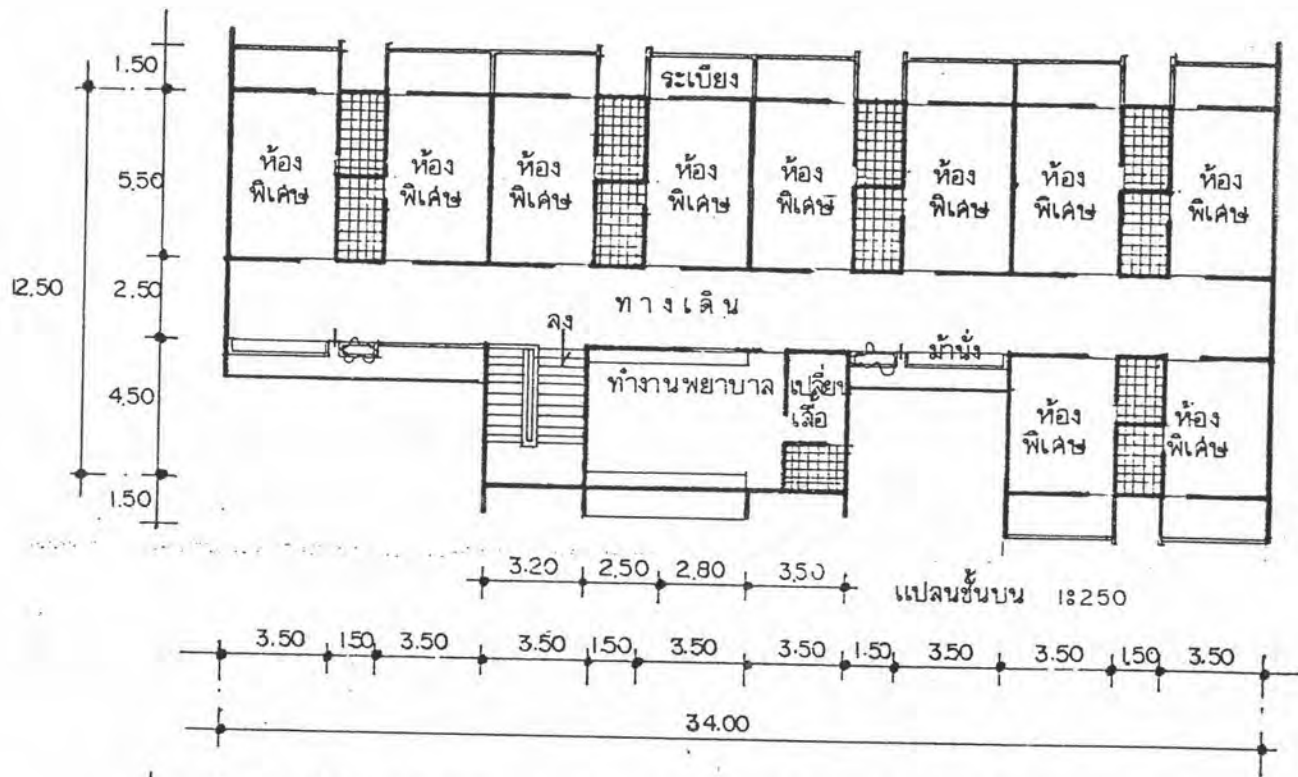 1.50
ระเบียง
5.50
ห้อง พิเศษ
ห้อง พิเศษ
ห้อง พิเศษ
ห้อง พิเศษ
ห้อง พิเศษ
ห้อง พิเศษ
ห้อง พิเศษ
ห้อง พิเศษ
12.50
2.50
ทางเดิน
ลง
ม้านั่ง
4.50
ทำงานพยาบาล
เปลี่ยน
เสื้อ
ห้อง พิเศษ
ห้อง พิเศษ
1.50
3.20 2.50 2.80 3.50
แปลนชั้นบน 1:250
3.50 1.50 3.50 3.50 1.50 3.50 3.50 1.50 3.50 3.50 1.50 3.50
34.00